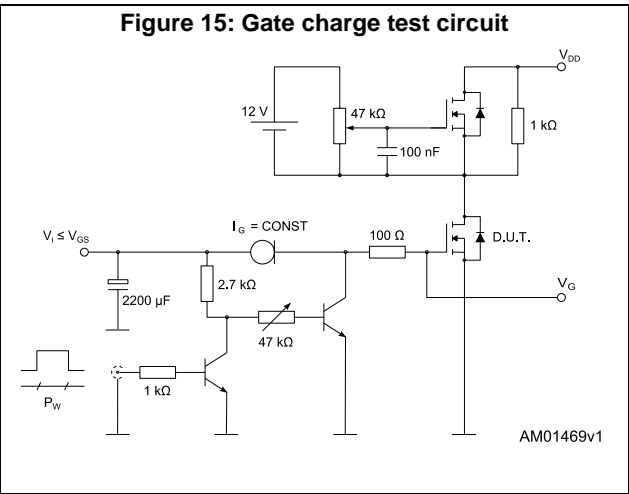 Figure 15: Gate charge test circuit
VDD
12 V
47 kΩ
100 nF
1 kΩ
Vi ≤ VGS
IG = CONST
100 Ω
D.U.T.
2200 μF
2.7 kΩ
VG
47 kΩ
1 kΩ
PW
AM01469v1